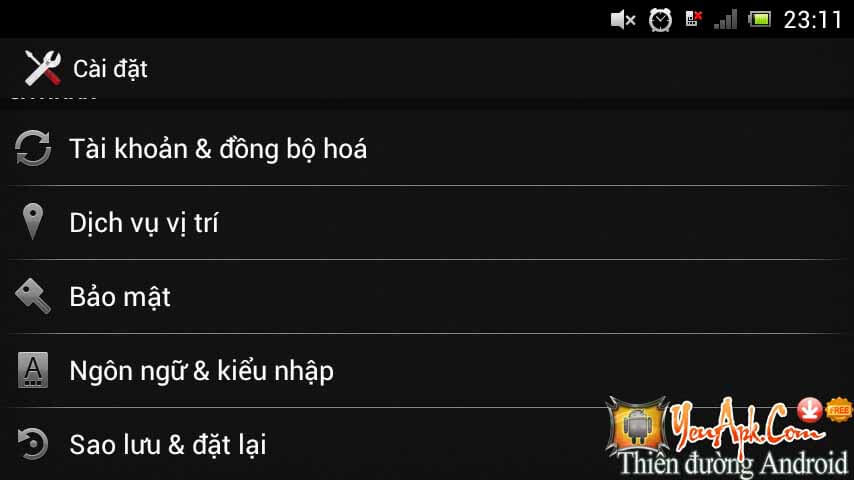 23:11
Cài đặt
Tài khoản & đồng bộ hoá
Dịch vụ vị trí
Bảo mật
Ngôn ngữ & kiểu nhập
A
Sao lưu & đặt lại
FREE
YeuApk.Com
Thiên đường Android